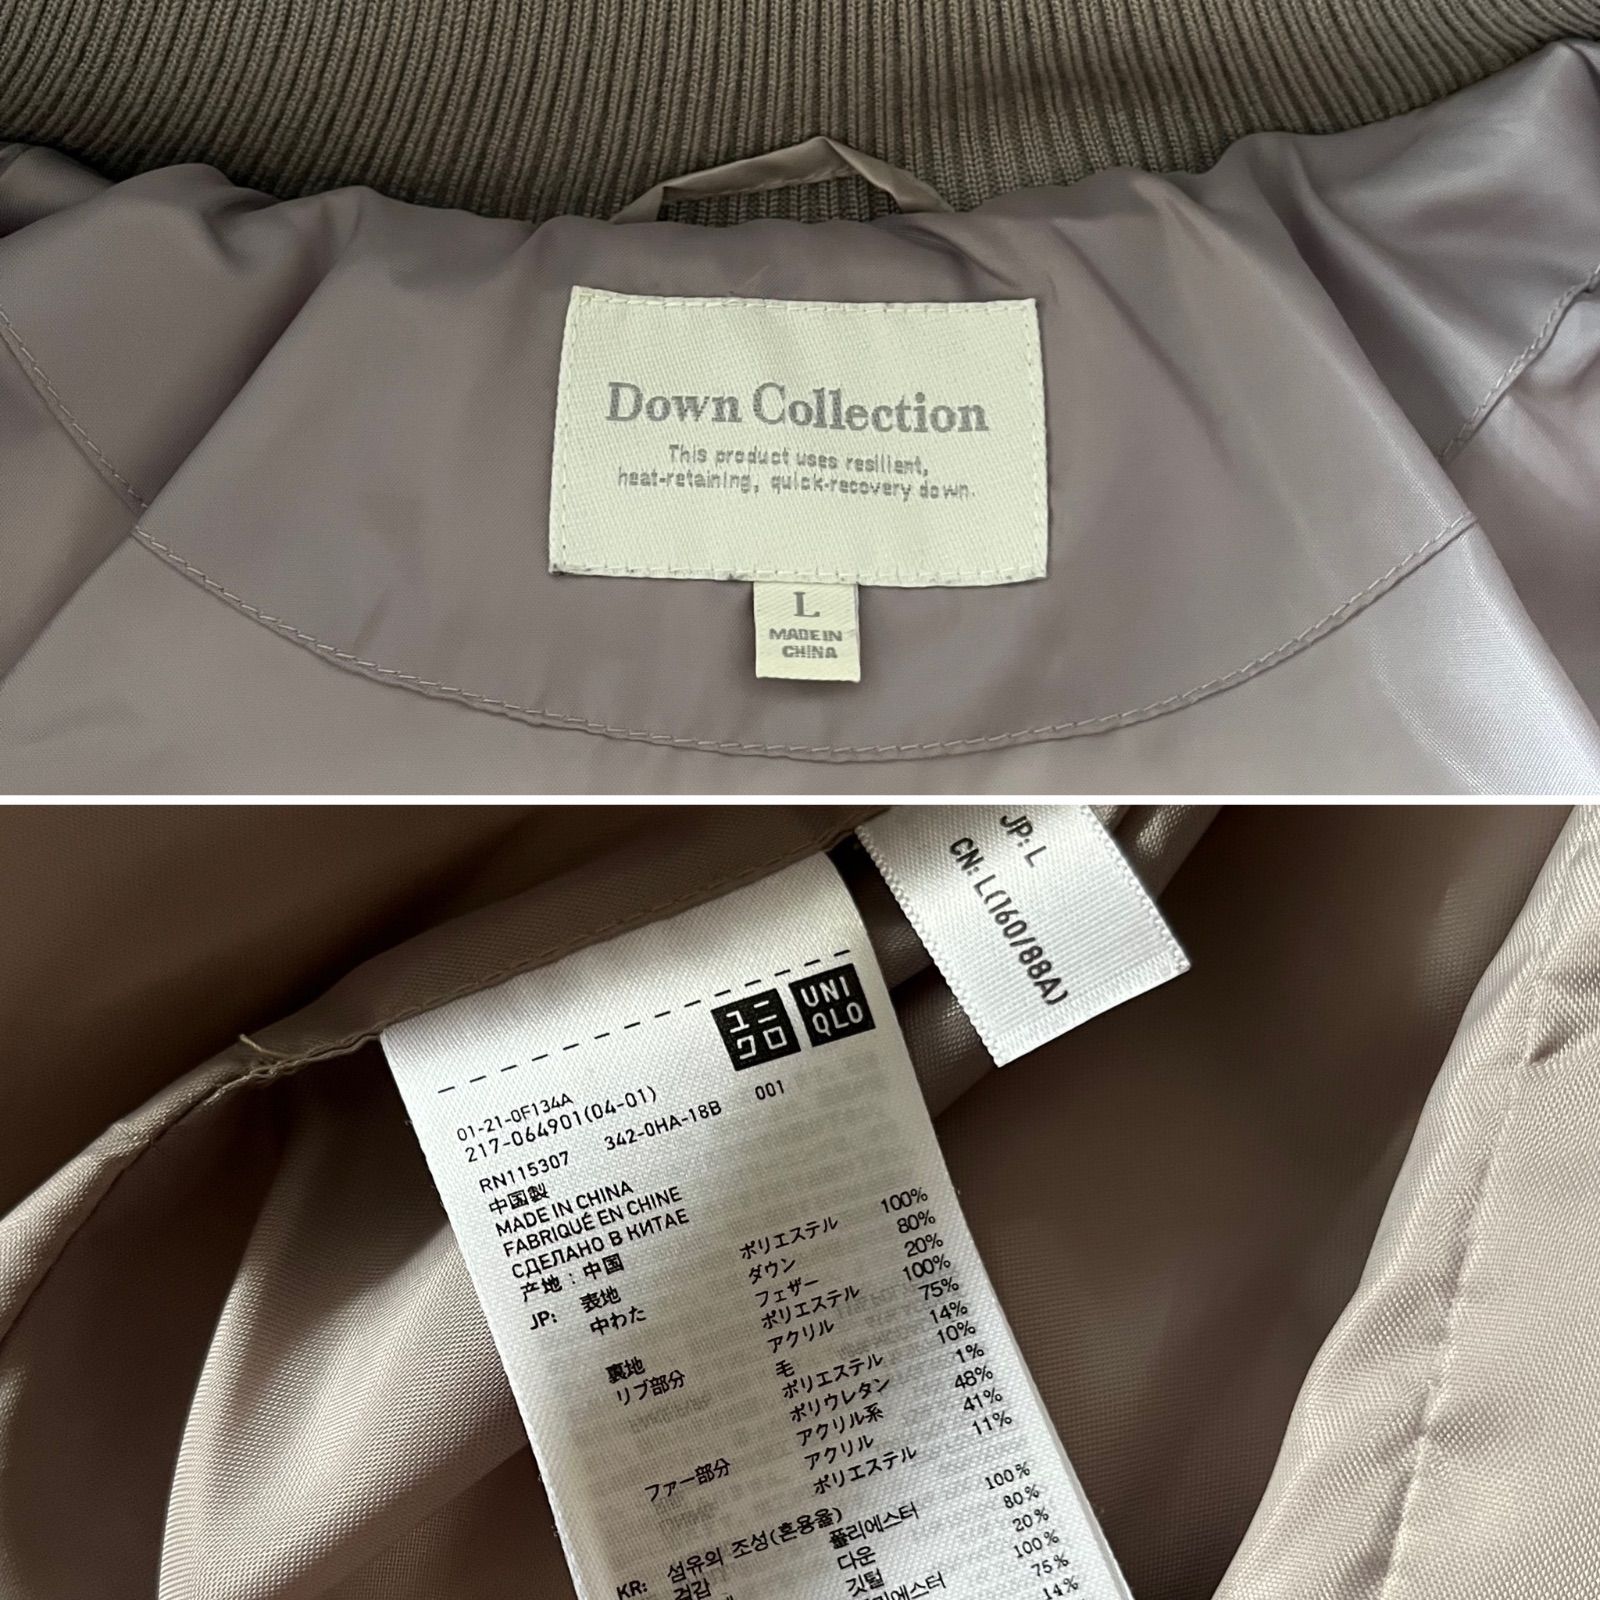 Down Collection
This product uses resilient,
heat-retaining, quick-recovery down.
L
MADE IN
CHINA
JP: L
CN: L(160/88A)
ユニ
クロ
UNI
QLO
01-21-0F134A
217-064901(04-01)
RN115307 342-0HA-18B 001
中国製
MADE IN CHINA
FABRIQUÉ EN CHINE
СДЕЛАНО В КИТАЕ
产地 : 中国
JP: 表地 ポリエステル 100%
中わた ダウン 80%
フェザー 20%
裏地 ポリエステル 100%
リブ部分 アクリル 75%
毛 14%
ポリエステル 10%
ポリウレタン 1%
ファー部分 アクリル系 48%
アクリル 41%
ポリエステル 11%
섬유의 조성(혼용율)
KR: 겉감 폴리에스터 100%
다운 80%
깃털 20%
100%
75%
14%